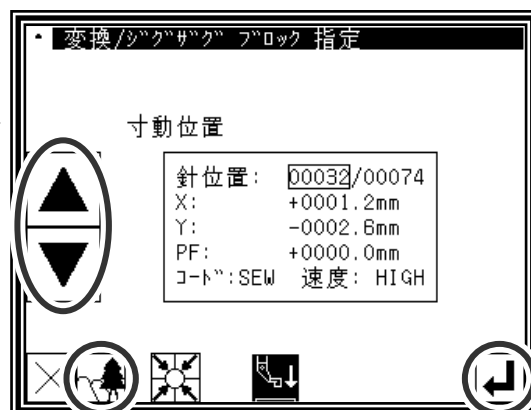 変換/ｼﾞｸﾞｻﾞｸﾞ ﾌﾞﾛｯｸ 指定
寸動位置
針位置: 00032/00074
X: +0001.2mm
Y: -0002.6mm
PF: +0000.0mm
ｺｰﾄﾞ:SEW 速度: HIGH